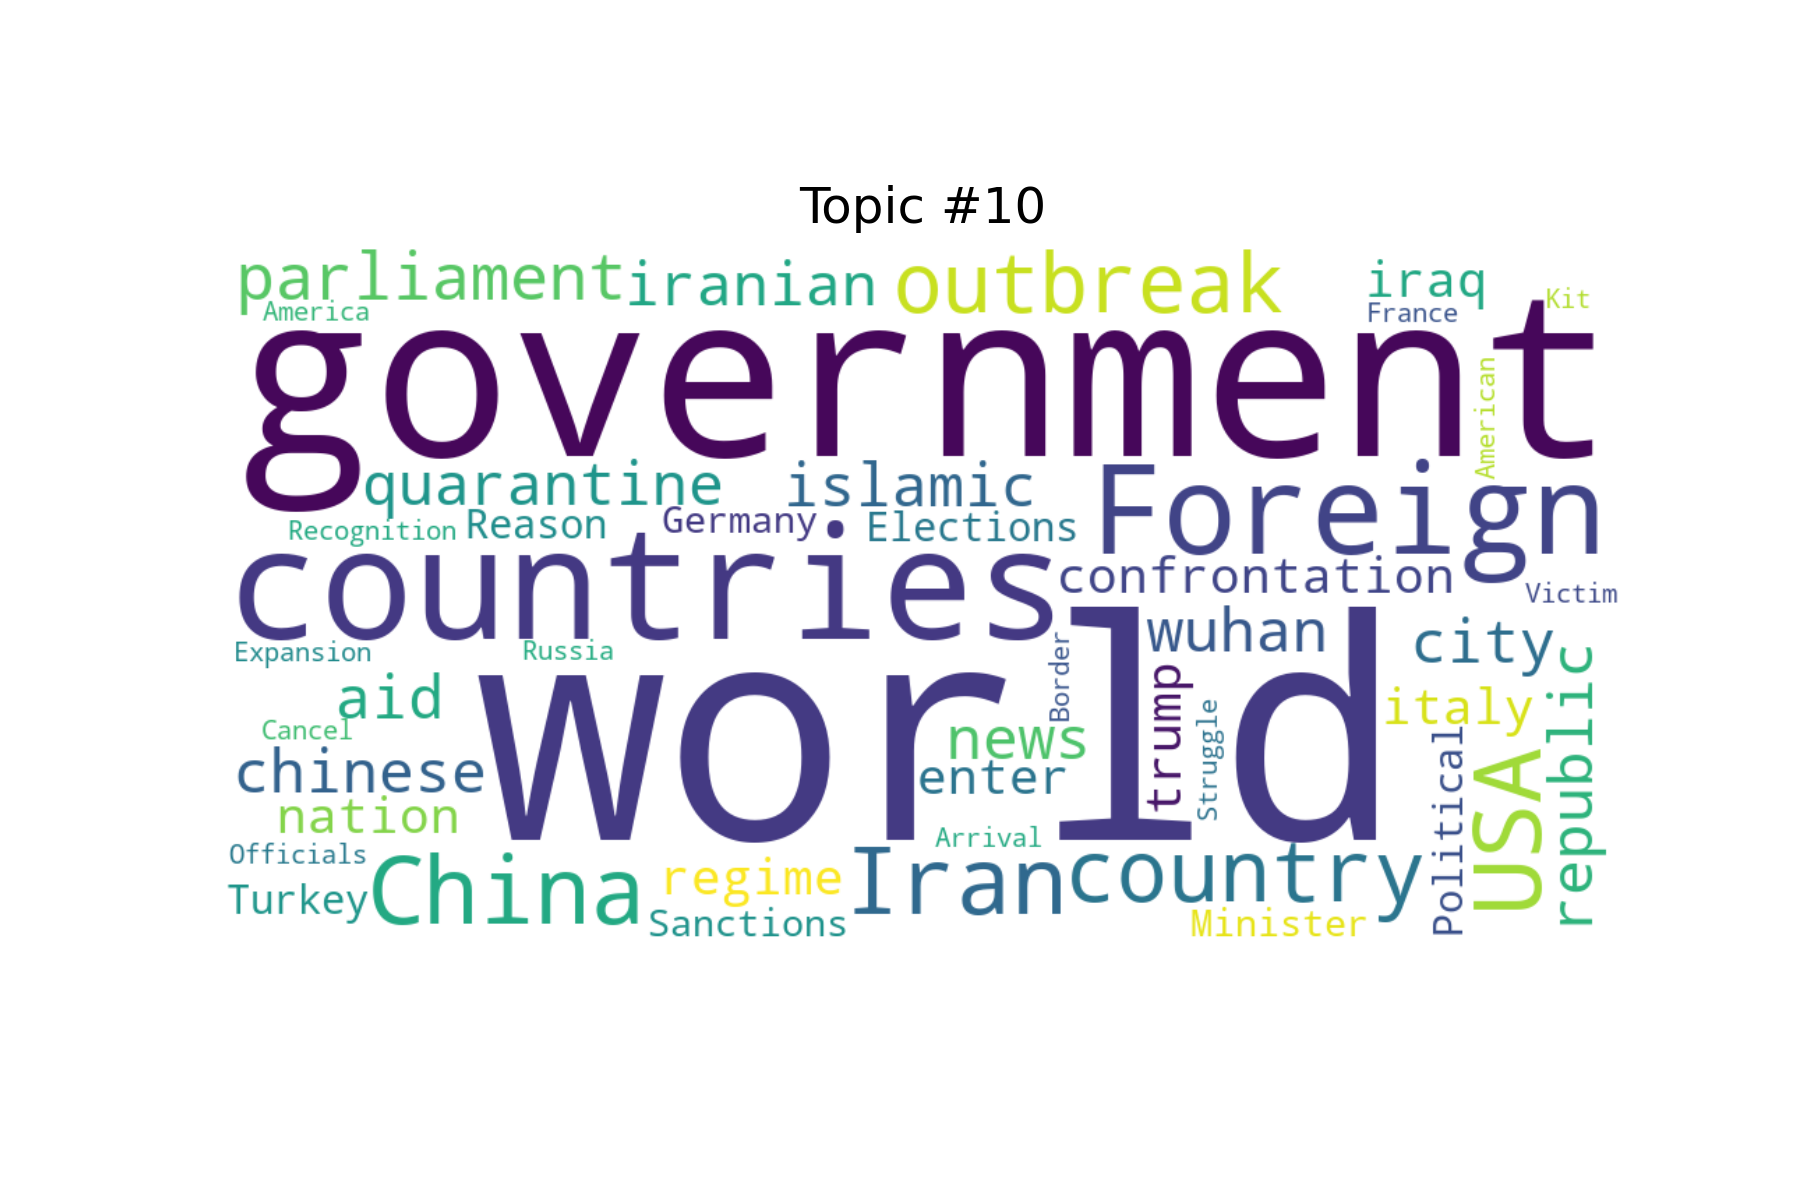 Topic #10
parliament
iranian
outbreak
iraq
Kit
America
France
government
American
quarantine
islamic
Foreign
Recognition
Reason
Germany
Elections
countries
confrontation
Victim
wuhan
city
Expansion
Russia
Border
world
aid
trump
Struggle
italy
republic
Cancel
news
chinese
enter
Political
USA
nation
Arrival
Officials
China
regime
Iran
country
Turkey
Sanctions
Minister